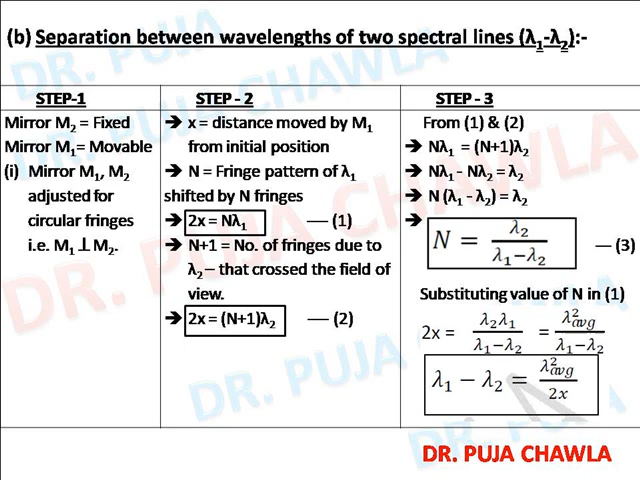 (b) Separation between wavelengths of two spectral lines (λ1-λ2):-
STEP-1
Mirror M2 = Fixed
Mirror M1= Movable
(i) Mirror M1, M2
adjusted for
circular fringes
i.e. M1 ⊥ M2.
STEP - 2
➔ x = distance moved by M1
from initial position
➔ N = Fringe pattern of λ1
shifted by N fringes
➔ 2x = Nλ1 — (1)
➔ N+1 = No. of fringes due to
λ2 – that crossed the field of
view.
➔ 2x = (N+1)λ2 — (2)
STEP - 3
From (1) & (2)
➔ Nλ1 = (N+1)λ2
➔ Nλ1 - Nλ2 = λ2
➔ N (λ1 - λ2) = λ2
➔ N = λ2 / (λ1−λ2) — (3)
Substituting value of N in (1)
2x = λ2λ1 / (λ1−λ2) = λ²avg / (λ1−λ2)
λ1 − λ2 = λ²avg / 2x
DR. PUJA CHAWLA